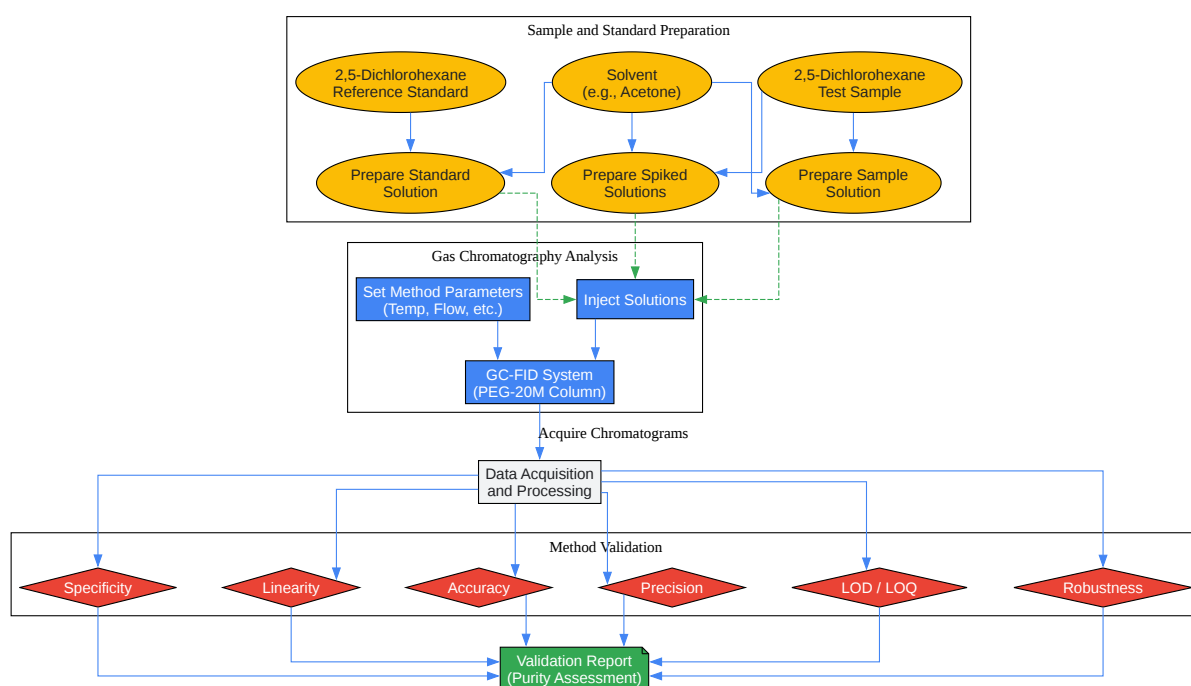 Sample and Standard Preparation
2,5-Dichlorohexane
Reference Standard
Solvent
(e.g., Acetone)
2,5-Dichlorohexane
Test Sample
Prepare Standard
Solution
Prepare Spiked
Solutions
Prepare Sample
Solution
Gas Chromatography Analysis
Set Method Parameters
(Temp, Flow, etc.)
Inject Solutions
GC-FID System
(PEG-20M Column)
Acquire Chromatograms
Data Acquisition
and Processing
Method Validation
Specificity
Linearity
Accuracy
Precision
LOD / LOQ
Robustness
Validation Report
(Purity Assessment)